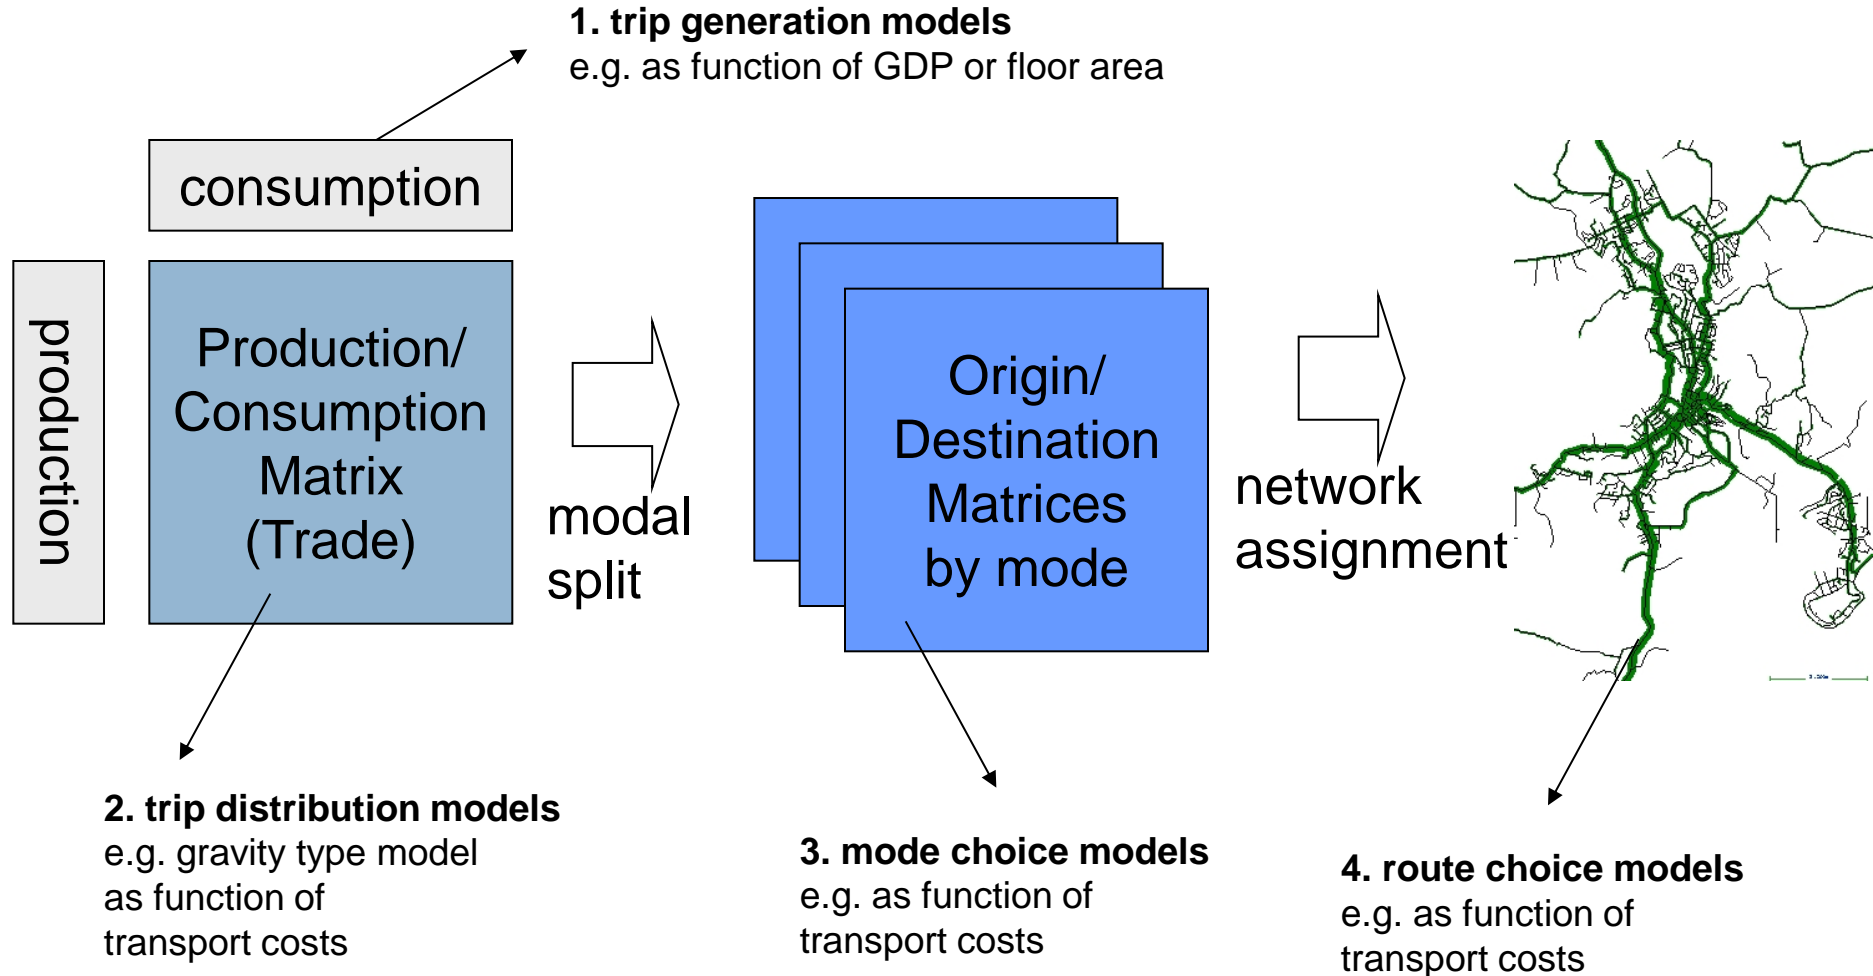 1. trip generation models
e.g. as function of GDP or floor area
consumption
production
Production/
Consumption
Matrix
(Trade)
modal
split
Origin/
Destination
Matrices
by mode
network
assignment
2. trip distribution models
e.g. gravity type model
as function of
transport costs
3. mode choice models
e.g. as function of
transport costs
4. route choice models
e.g. as function of
transport costs